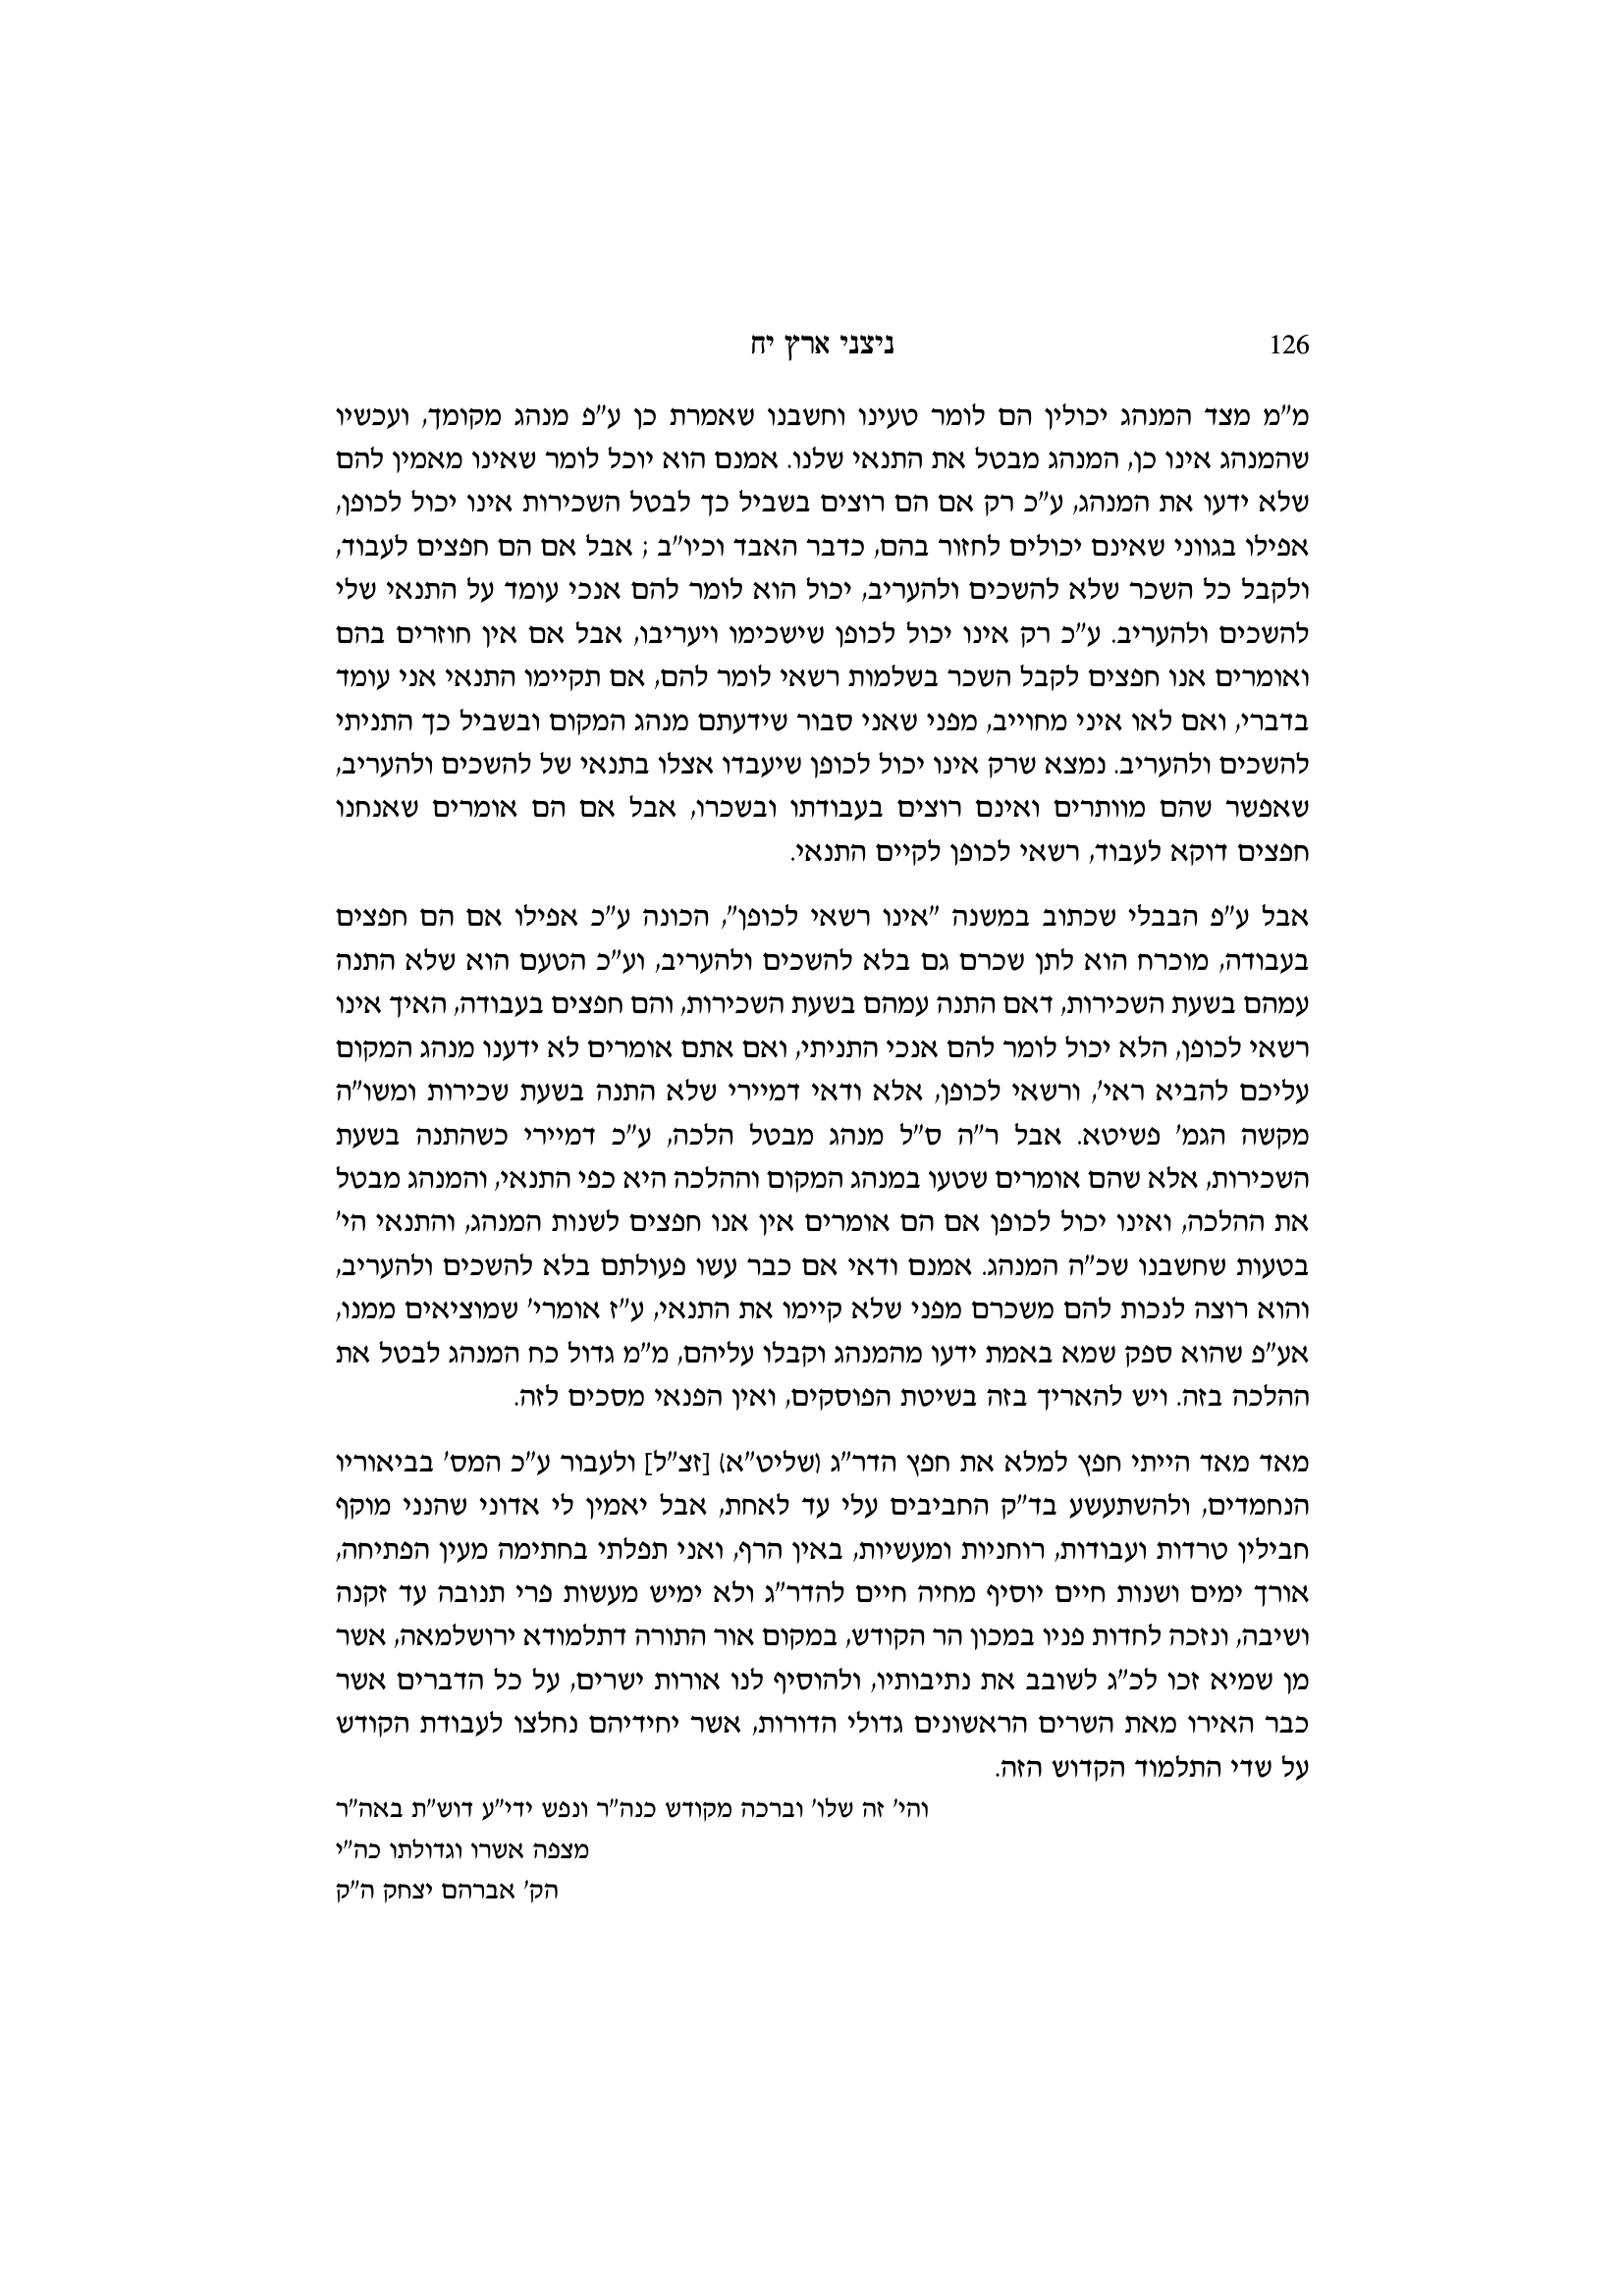 126 ניצני ארץ יח
מ"מ מצד המנהג יכולין הם לומר טעינו וחשבנו שאמרת כן ע"פ מנהג מקומך, ועכשיו
שהמנהג אינו כן, המנהג מבטל את התנאי שלנו. אמנם הוא יוכל לומר שאינו מאמין להם
שלא ידעו את המנהג, ע"כ רק אם הם רוצים בשביל כך לבטל השכירות אינו יכול לכופן,
אפילו בגווני שאינם יכולים לחזור בהם, כדבר האבד וכיו"ב ; אבל אם הם חפצים לעבוד,
ולקבל כל השכר שלא להשכים ולהעריב, יכול הוא לומר להם אנכי עומד על התנאי שלי
להשכים ולהעריב. ע"כ רק אינו יכול לכופן שישכימו ויעריבו, אבל אם אין חוזרים בהם
ואומרים אנו חפצים לקבל השכר בשלמות רשאי לומר להם, אם תקיימו התנאי אני עומד
בדברי, ואם לאו איני מחוייב, מפני שאני סבור שידעתם מנהג המקום ובשביל כך התניתי
להשכים ולהעריב. נמצא שרק אינו יכול לכופן שיעבדו אצלו בתנאי של להשכים ולהעריב,
שאפשר שהם מוותרים ואינם רוצים בעבודתו ובשכרו, אבל אם הם אומרים שאנחנו
חפצים דוקא לעבוד, רשאי לכופן לקיים התנאי.
אבל ע"פ הבבלי שכתוב במשנה "אינו רשאי לכופן", הכונה ע"כ אפילו אם הם חפצים
בעבודה, מוכרח הוא לתן שכרם גם בלא להשכים ולהעריב, וע"כ הטעם הוא שלא התנה
עמהם בשעת השכירות, דאם התנה עמהם בשעת השכירות, והם חפצים בעבודה, האיך אינו
רשאי לכופן, הלא יכול לומר להם אנכי התניתי, ואם אתם אומרים לא ידענו מנהג המקום
עליכם להביא ראי', ורשאי לכופן, אלא ודאי דמיירי שלא התנה בשעת שכירות ומשו"ה
מקשה הגמ' פשיטא. אבל ר"ה ס"ל מנהג מבטל הלכה, ע"כ דמיירי כשהתנה בשעת
השכירות, אלא שהם אומרים שטעו במנהג המקום וההלכה היא כפי התנאי, והמנהג מבטל
את ההלכה, ואינו יכול לכופן אם הם אומרים אין אנו חפצים לשנות המנהג, והתנאי הי'
בטעות שחשבנו שכ"ה המנהג. אמנם ודאי אם כבר עשו פעולתם בלא להשכים ולהעריב,
והוא רוצה לנכות להם משכרם מפני שלא קיימו את התנאי, ע"ז אומרי' שמוציאים ממנו,
אע"פ שהוא ספק שמא באמת ידעו מהמנהג וקבלו עליהם, מ"מ גדול כח המנהג לבטל את
ההלכה בזה. ויש להאריך בזה בשיטת הפוסקים, ואין הפנאי מסכים לזה.
מאד מאד הייתי חפץ למלא את חפץ הדר"ג (שליט"א) [זצ"ל] ולעבור ע"כ המס' בביאוריו
הנחמדים, ולהשתעשע בד"ק החביבים עלי עד לאחת, אבל יאמין לי אדוני שהנני מוקף
חבילין טרדות ועבודות, רוחניות ומעשיות, באין הרף, ואני תפלתי בחתימה מעין הפתיחה,
אורך ימים ושנות חיים יוסיף מחיה חיים להדר"ג ולא ימיש מעשות פרי תנובה עד זקנה
ושיבה, ונזכה לחדות פניו במכון הר הקודש, במקום אור התורה דתלמודא ירושלמאה, אשר
מן שמיא זכו לכ"ג לשובב את נתיבותיו, ולהוסיף לנו אורות ישרים, על כל הדברים אשר
כבר האירו מאת השרים הראשונים גדולי הדורות, אשר יחידיהם נחלצו לעבודת הקודש
על שדי התלמוד הקדוש הזה.
והי' זה שלו' וברכה מקודש כנה"ר ונפש ידי"ע דוש"ת באה"ר
מצפה אשרו וגדולתו כה"י
הק' אברהם יצחק ה"ק